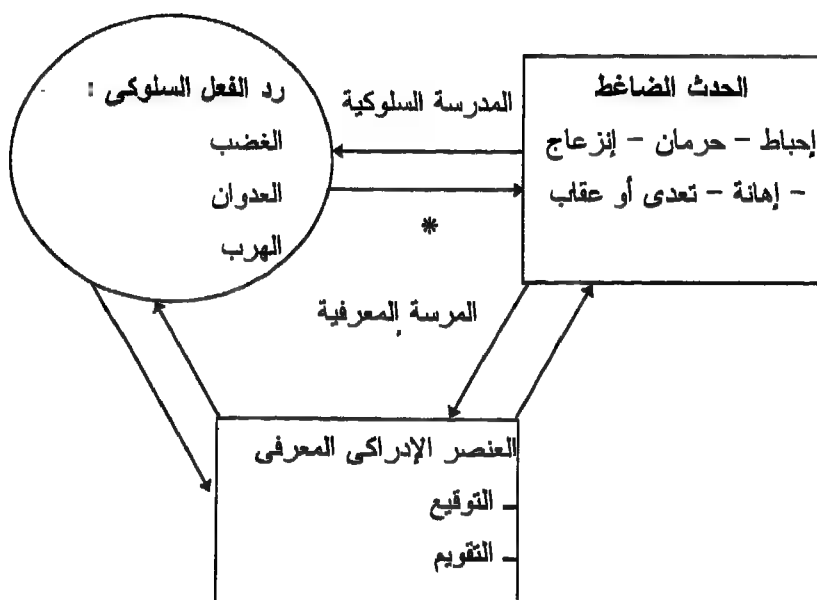 الحدث الضاغط
إحباط – حرمان – إنزعاج
– إهانة – تعدى أو عقاب
المدرسة السلوكية
*
رد الفعل السلوكى :
الغضب
العدوان
الهرب
المرسة المعرفية
العنصر الإدراكى المعرفى
– التوقيع
– التقويم